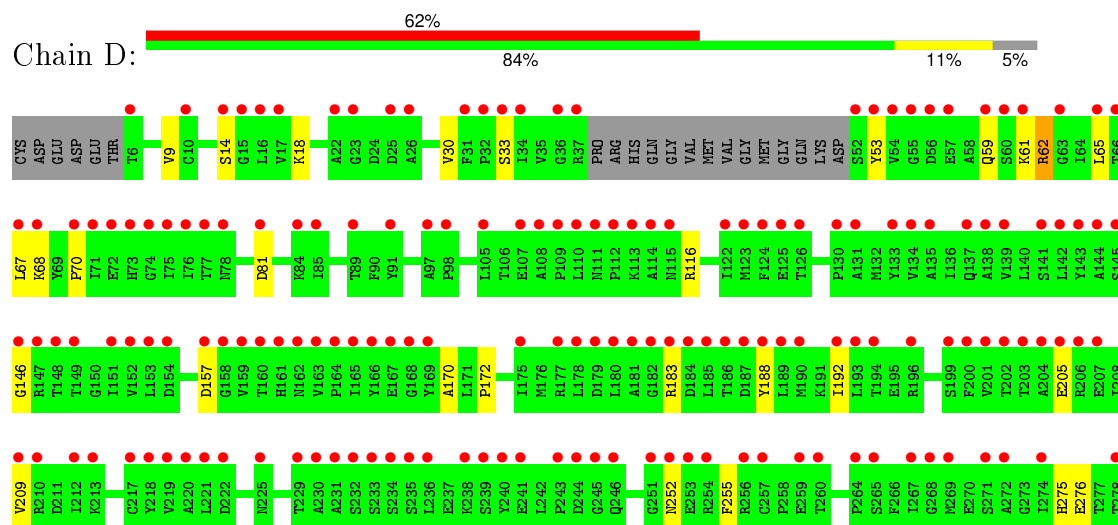 62%
Chain D:
84% 11% 5%
CYS ASP GLU ASP GLU THR T6 V9 C10 S14 G15 L16 V17 K18 A22 G23 D24 D25 A26 V30 F31 P32 S33 I34 V35 G36 R37 PRO ARG HIS GLN GLY VAL MET VAL GLY MET GLY GLN LYS ASP S52 Y53 V54 G55 D56 E57 A58 Q59 S60 K61 R62 G63 I64 L65 T66
L67 K68 Y69 P70 I71 E72 H73 G74 I75 I76 T77 N78 D81 K84 I85 T89 F90 Y91 A97 P98 L105 T106 E107 A108 P109 L110 N111 P112 K113 A114 N115 R116 I122 M123 F124 E125 T126 P130 A131 M132 Y133 V134 A135 I136 Q137 A138 V139 L140 S141 L142 Y143 A144 S145
G146 R147 T148 T149 G150 I151 V152 L153 D154 D157 G158 V159 T160 H161 N162 V163 P164 I165 Y166 E167 G168 Y169 A170 L171 P172 I175 M176 R177 L178 D179 L180 A181 G182 R183 D184 L185 T186 D187 Y188 L189 M190 K191 I192 L193 T194 E195 R196 S199 F200 V201 T202 T203 A204 E205 R206 E207 I208
V209 R210 D211 I212 K213 C217 Y218 V219 A220 L221 D222 N225 T229 A230 A231 S232 S233 S234 S235 L236 E237 K238 S239 Y240 E241 L242 P243 D244 G245 Q246 G251 N252 E253 R254 F255 R256 C257 P258 E259 T260 P264 S265 F266 I267 G268 M269 E270 S271 A272 G273 I274 H275 E276 T277 T278